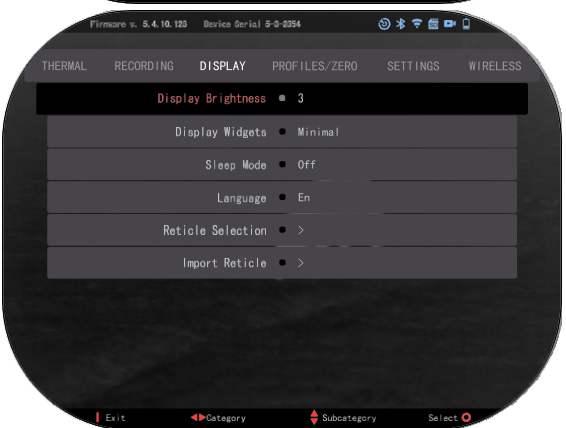 Firmware v. 5.4.10.123 Device Serial 5-3-2354
THERMAL RECORDING DISPLAY PROFILES/ZERO SETTINGS WIRELESS
Display Brightness 3
Display Widgets Minimal
Sleep Mode Off
Language En
Reticle Selection >
Import Reticle >
Exit Category Subcategory Select